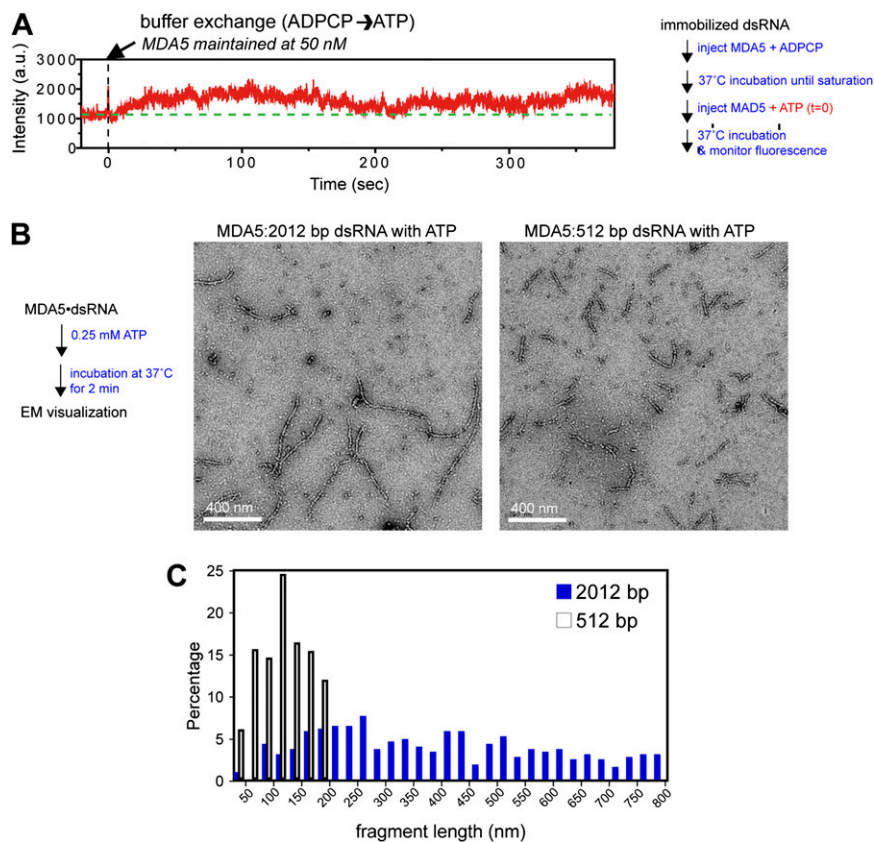 A
buffer exchange (ADPCP➔ATP)
MDA5 maintained at 50 nM
Intensity (a.u.)
3000
2000
1000
0
0
100
200
300
Time (sec)
immobilized dsRNA
inject MDA5 + ADPCP
37˚C incubation until saturation
inject MAD5 + ATP (t=0)
37˚C incubation
& monitor fluorescence
B
MDA5•dsRNA
0.25 mM ATP
incubation at 37˚C
for 2 min
EM visualization
MDA5:2012 bp dsRNA with ATP
400 nm
MDA5:512 bp dsRNA with ATP
400 nm
C
Percentage
25
20
15
10
5
0
2012 bp
512 bp
50
100
150
200
250
300
350
400
450
500
550
600
650
700
750
800
fragment length (nm)